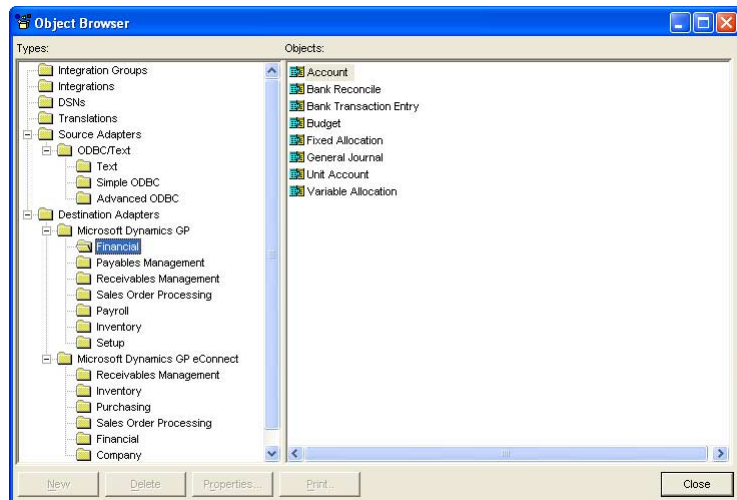 Object Browser
Types:
Integration Groups
Integrations
DSNs
Translations
Source Adapters
ODBC/Text
Text
Simple ODBC
Advanced ODBC
Destination Adapters
Microsoft Dynamics GP
Financial
Payables Management
Receivables Management
Sales Order Processing
Payroll
Inventory
Setup
Microsoft Dynamics GP eConnect
Receivables Management
Inventory
Purchasing
Sales Order Processing
Financial
Company
Objects:
Account
Bank Reconcile
Bank Transaction Entry
Budget
Fixed Allocation
General Journal
Unit Account
Variable Allocation
New
Delete
Properties...
Print...
Close